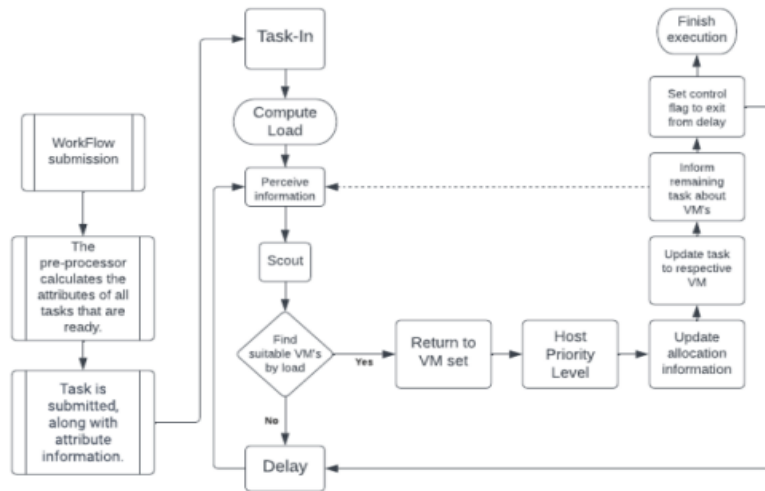 WorkFlow
submission
The
pre-processor
calculates the
attributes of all
tasks that are
ready.
Task is
submitted,
along with
attribute
information.
Task-In
Compute
Load
Perceive
information
Scout
Find
suitable VM's
by load
Yes
No
Delay
Return to
VM set
Host
Priority
Level
Update
allocation
information
Update task
to respective
VM
Inform
remaining
task about
VM's
Set control
flag to exit
from delay
Finish
execution